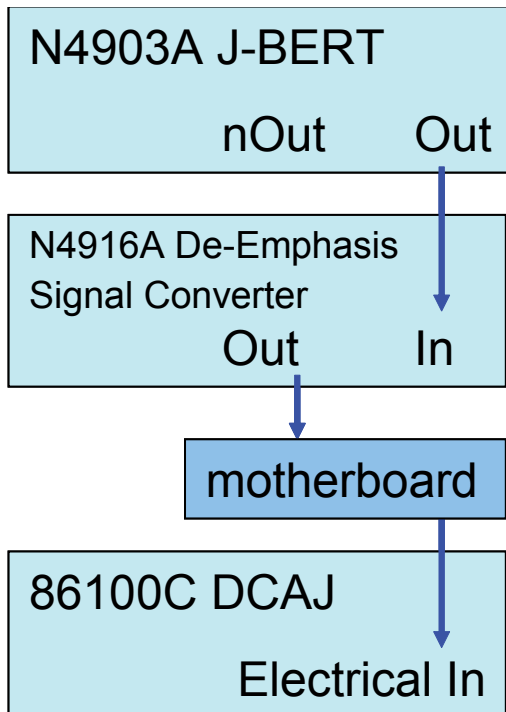 N4903A J-BERT
nOut Out
N4916A De-Emphasis
Signal Converter
Out In
motherboard
86100C DCAJ
Electrical In